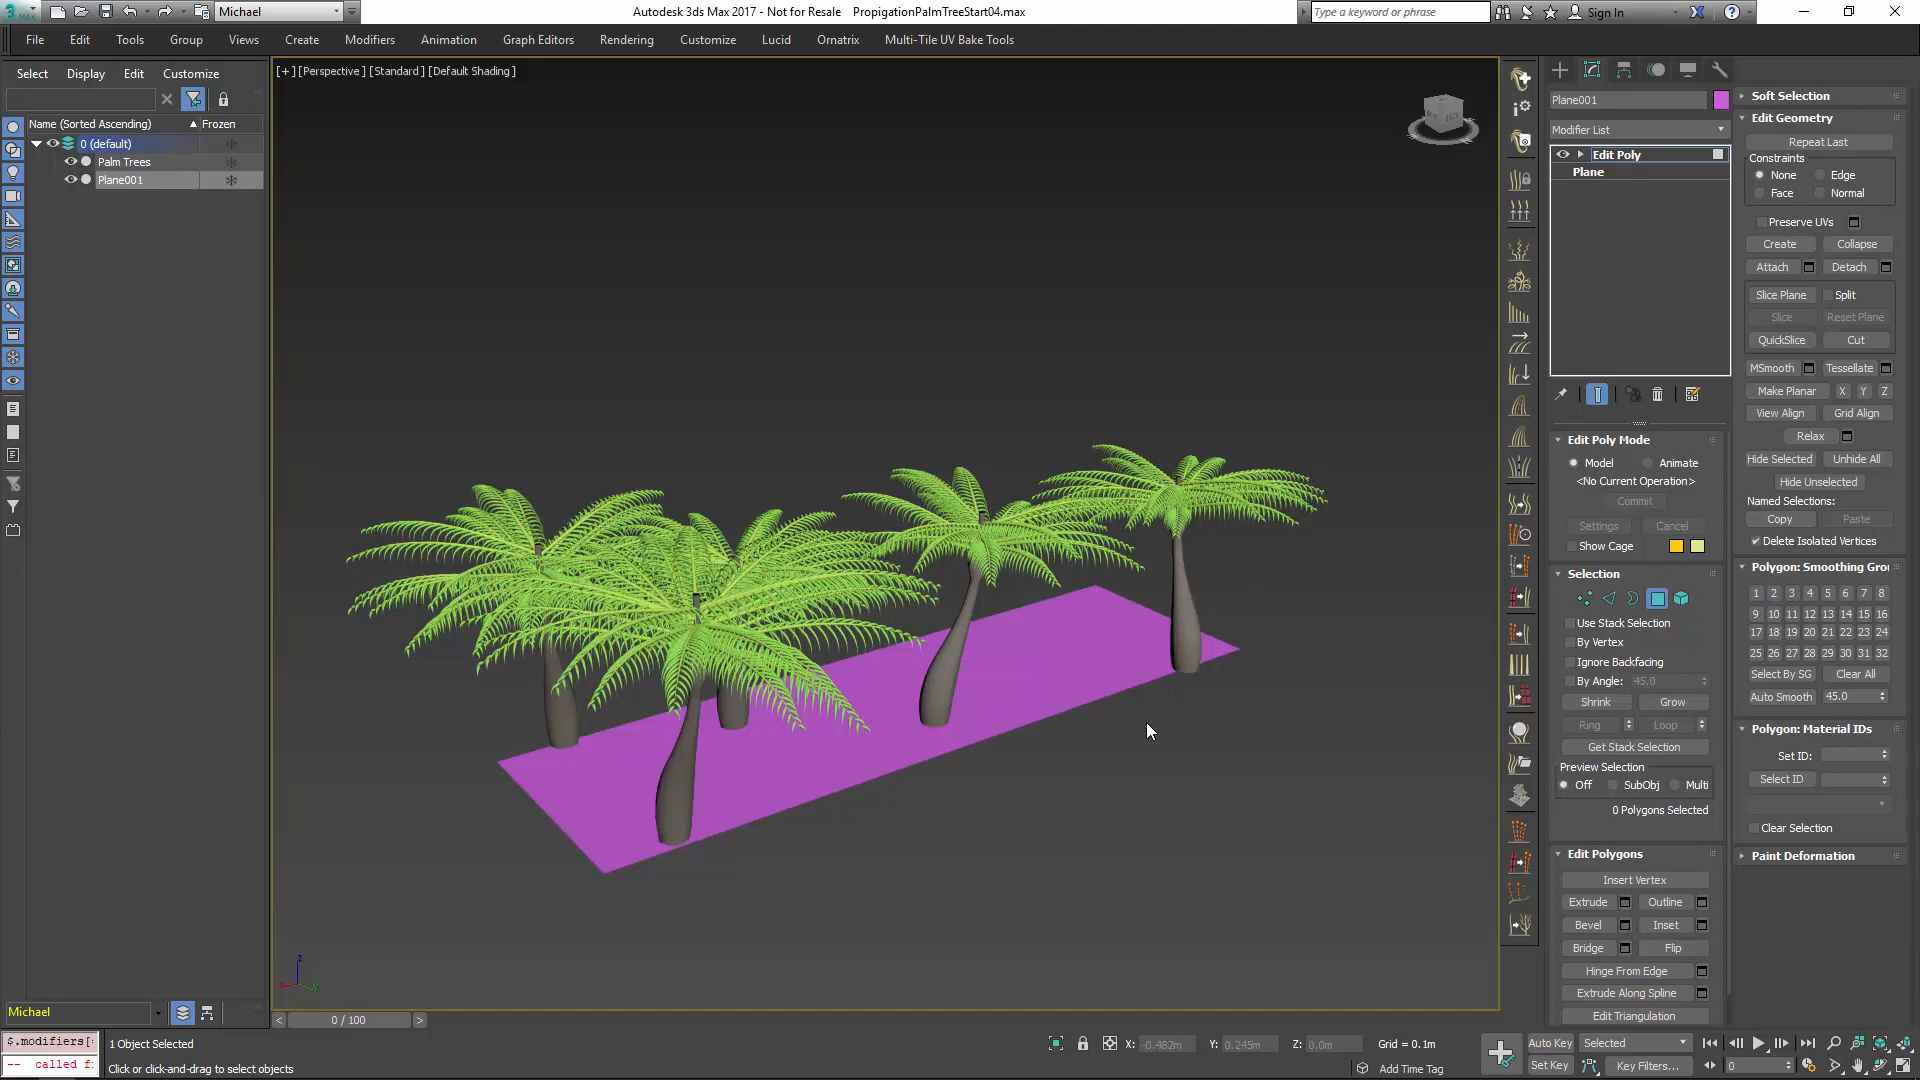 Michael
Autodesk 3ds Max 2017 - Not for Resale PropigationPalmTreeStart04.max
Type a keyword or phrase
Sign In
File Edit Tools Group Views Create Modifiers Animation Graph Editors Rendering Customize Lucid Ornatrix Multi-Tile UV Bake Tools
Select Display Edit Customize
Name (Sorted Ascending) Frozen
0 (default)
Palm Trees
Plane001
[+] [Perspective] [Standard] [Default Shading]
Plane001
Modifier List
Edit Poly
Plane
Edit Poly Mode
Model Animate
<No Current Operation>
Commit
Settings Cancel
Show Cage
Selection
Use Stack Selection
By Vertex
Ignore Backfacing
By Angle: 45.0
Shrink Grow
Ring Loop
Get Stack Selection
Preview Selection
Off SubObj Multi
0 Polygons Selected
Edit Polygons
Insert Vertex
Extrude Outline
Bevel Inset
Bridge Flip
Hinge From Edge
Extrude Along Spline
Edit Triangulation
Soft Selection
Edit Geometry
Repeat Last
Constraints
None Edge
Face Normal
Preserve UVs
Create Collapse
Attach Detach
Slice Plane Split
Slice Reset Plane
QuickSlice Cut
MSmooth Tessellate
Make Planar X Y Z
View Align Grid Align
Relax
Hide Selected Unhide All
Hide Unselected
Named Selections:
Copy Paste
Delete Isolated Vertices
Polygon: Smoothing Gro
1 2 3 4 5 6 7 8
9 10 11 12 13 14 15 16
17 18 19 20 21 22 23 24
25 26 27 28 29 30 31 32
Select By SG Clear All
Auto Smooth 45.0
Polygon: Material IDs
Set ID:
Select ID
Clear Selection
Paint Deformation
Michael
0 / 100
$.modifiers[
-- called f
1 Object Selected
Click or click-and-drag to select objects
X: -0.482m Y: 0.245m Z: 0.0m Grid = 0.1m
Add Time Tag
Auto Key Selected
Set Key Key Filters...
0